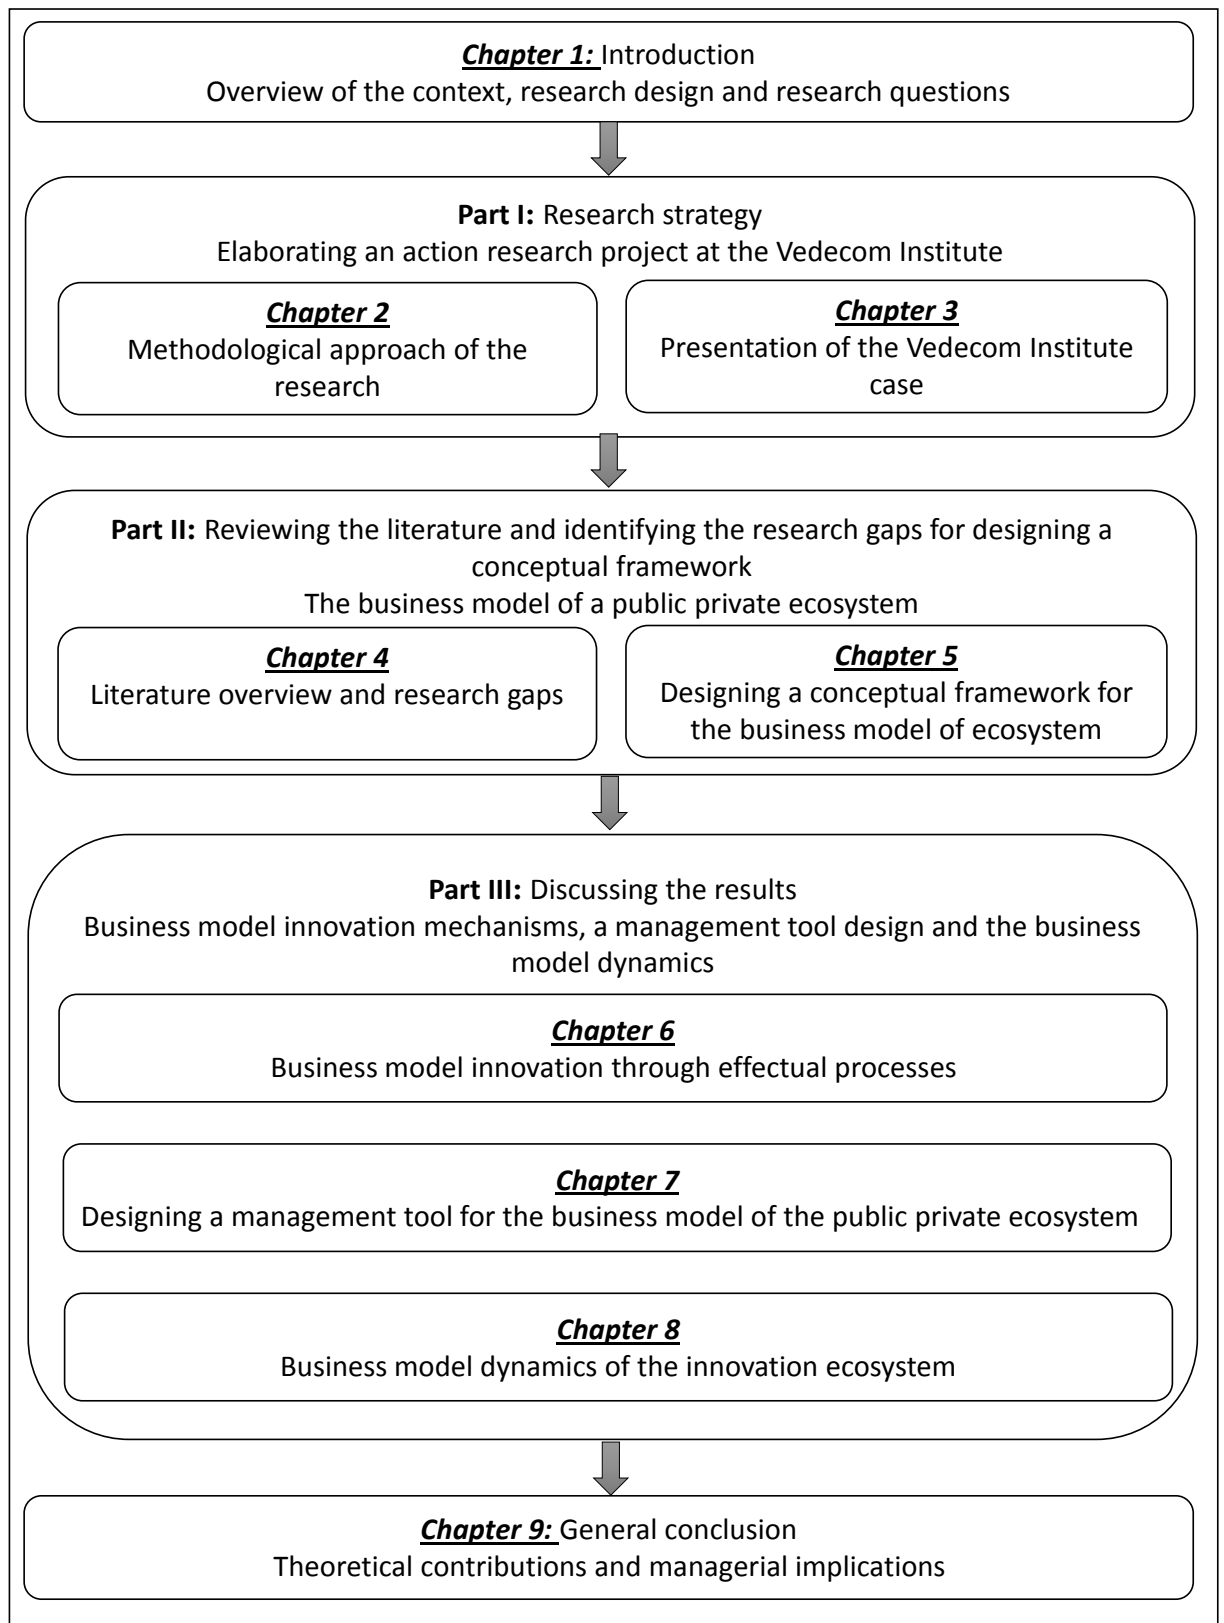 Chapter 1: Introduction
Overview of the context, research design and research questions
Part I: Research strategy
Elaborating an action research project at the Vedecom Institute
Chapter 2
Methodological approach of the
research
Chapter 3
Presentation of the Vedecom Institute
case
Part II: Reviewing the literature and identifying the research gaps for designing a
conceptual framework
The business model of a public private ecosystem
Chapter 4
Literature overview and research gaps
Chapter 5
Designing a conceptual framework for
the business model of ecosystem
Part III: Discussing the results
Business model innovation mechanisms, a management tool design and the business
model dynamics
Chapter 6
Business model innovation through effectual processes
Chapter 7
Designing a management tool for the business model of the public private ecosystem
Chapter 8
Business model dynamics of the innovation ecosystem
Chapter 9: General conclusion
Theoretical contributions and managerial implications